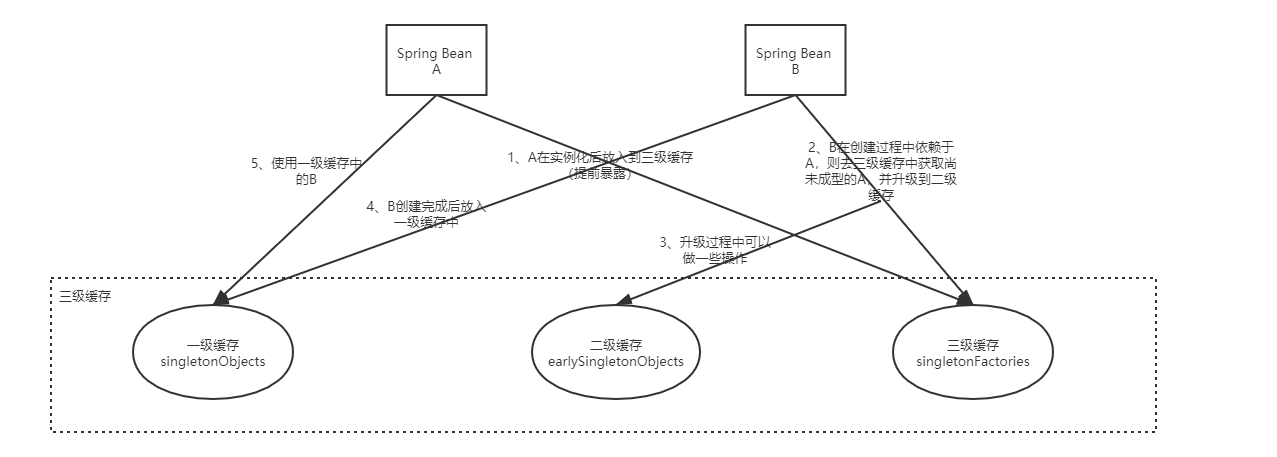 Spring Bean
A
Spring Bean
B
5、使用一级缓存中
的B
1、A在实例化后放入到三级缓存
（提前暴露）
2、B在创建过程中依赖于
A，则去三级缓存中获取尚
未成型的A，并升级到二级
缓存
4、B创建完成后放入
一级缓存中
3、升级过程中可以
做一些操作
三级缓存
一级缓存
singletonObjects
二级缓存
earlySingletonObjects
三级缓存
singletonFactories